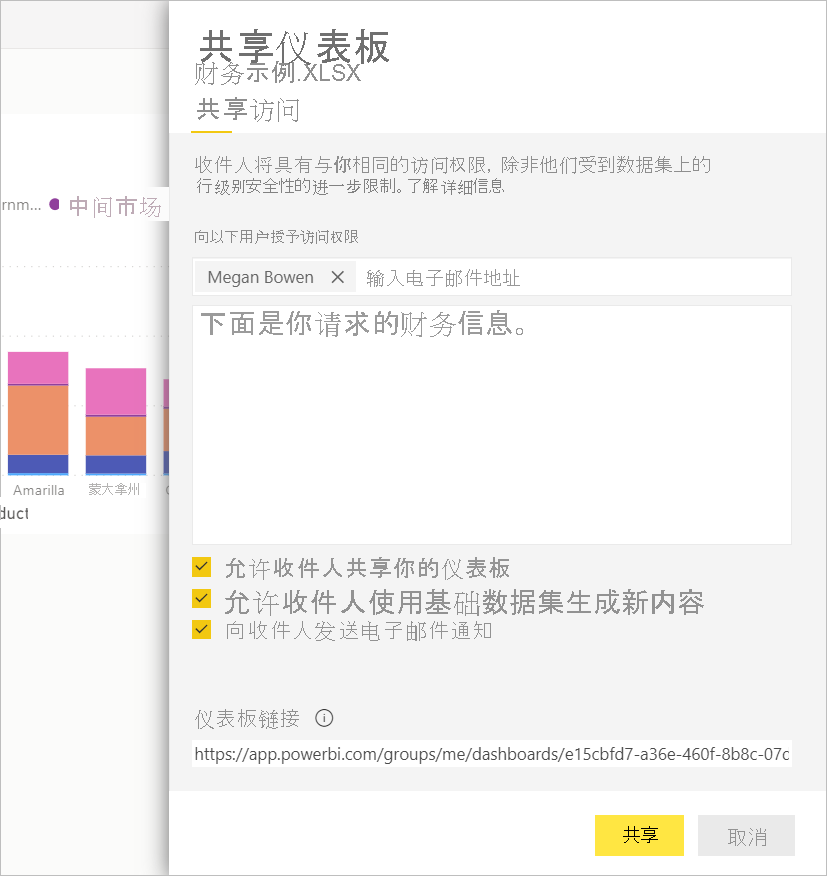 共享仪表板
财务示例.XLSX
共享访问
收件人将具有与你相同的访问权限, 除非他们受到数据集上的
行级别安全性的进一步限制。了解详细信息
rnm... 中间市场
向以下用户授予访问权限
Megan Bowen 输入电子邮件地址
下面是你请求的财务信息。
Amarilla 蒙大拿州
duct
允许收件人共享你的仪表板
允许收件人使用基础数据集生成新内容
向收件人发送电子邮件通知
仪表板链接
https://app.powerbi.com/groups/me/dashboards/e15cbfd7-a36e-460f-8b8c-07c
共享 取消